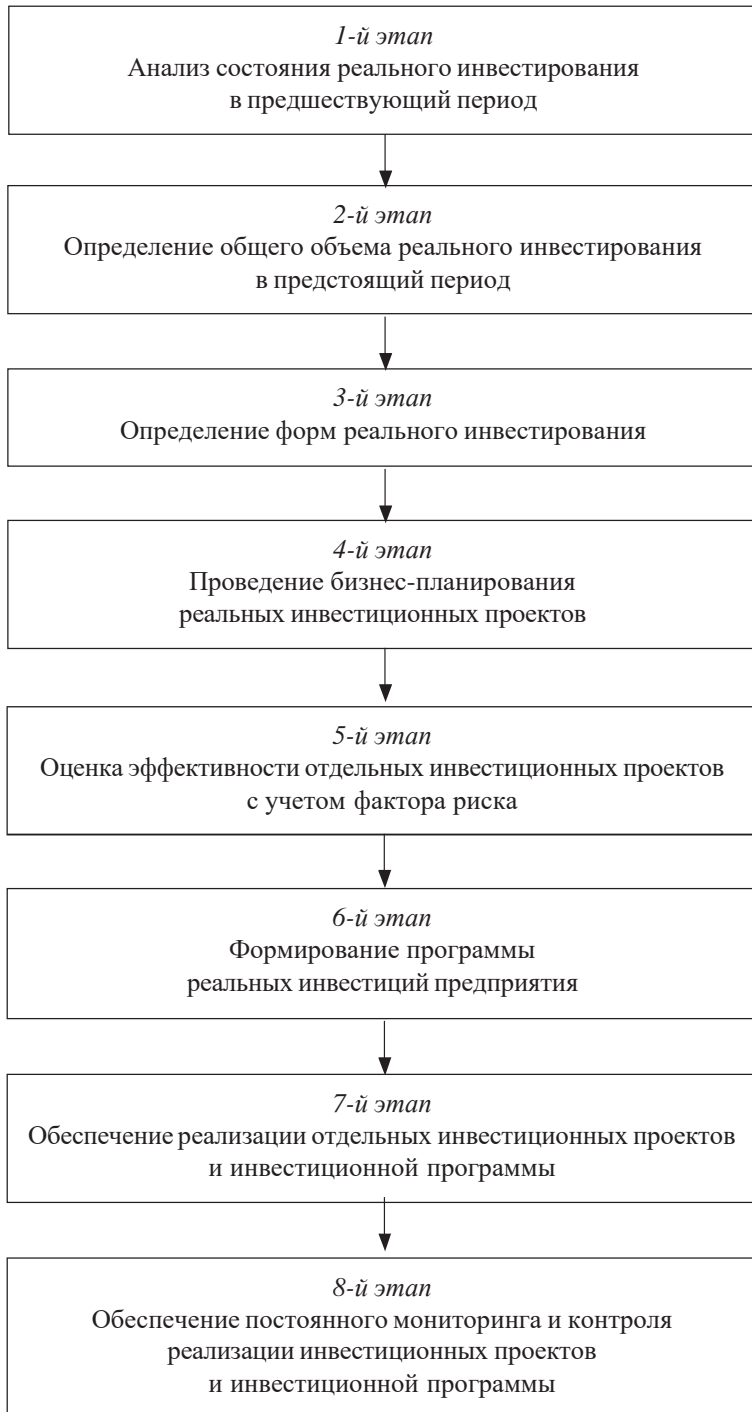 1-й этап
Анализ состояния реального инвестирования
в предшествующий период
2-й этап
Определение общего объема реального инвестирования
в предстоящий период
3-й этап
Определение форм реального инвестирования
4-й этап
Проведение бизнес-планирования
реальных инвестиционных проектов
5-й этап
Оценка эффективности отдельных инвестиционных проектов
с учетом фактора риска
6-й этап
Формирование программы
реальных инвестиций предприятия
7-й этап
Обеспечение реализации отдельных инвестиционных проектов
и инвестиционной программы
8-й этап
Обеспечение постоянного мониторинга и контроля
реализации инвестиционных проектов
и инвестиционной программы